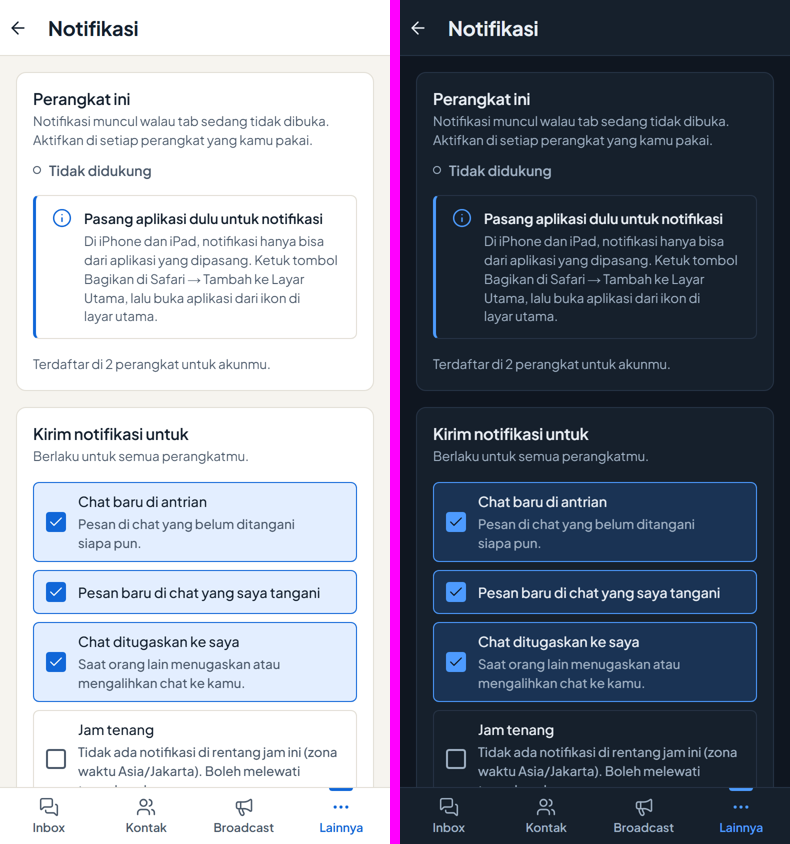 Notifikasi
Perangkat ini
Notifikasi muncul walau tab sedang tidak dibuka.
Aktifkan di setiap perangkat yang kamu pakai.
Tidak didukung
Pasang aplikasi dulu untuk notifikasi
Di iPhone dan iPad, notifikasi hanya bisa
dari aplikasi yang dipasang. Ketuk tombol
Bagikan di Safari → Tambah ke Layar
Utama, lalu buka aplikasi dari ikon di
layar utama.
Terdaftar di 2 perangkat untuk akunmu.
Kirim notifikasi untuk
Berlaku untuk semua perangkatmu.
Chat baru di antrian
Pesan di chat yang belum ditangani
siapa pun.
Pesan baru di chat yang saya tangani
Chat ditugaskan ke saya
Saat orang lain menugaskan atau
mengalihkan chat ke kamu.
Jam tenang
Tidak ada notifikasi di rentang jam ini (zona
waktu Asia/Jakarta). Boleh melewati
Inbox
Kontak
Broadcast
Lainnya
Notifikasi
Perangkat ini
Notifikasi muncul walau tab sedang tidak dibuka.
Aktifkan di setiap perangkat yang kamu pakai.
Tidak didukung
Pasang aplikasi dulu untuk notifikasi
Di iPhone dan iPad, notifikasi hanya bisa
dari aplikasi yang dipasang. Ketuk tombol
Bagikan di Safari → Tambah ke Layar
Utama, lalu buka aplikasi dari ikon di
layar utama.
Terdaftar di 2 perangkat untuk akunmu.
Kirim notifikasi untuk
Berlaku untuk semua perangkatmu.
Chat baru di antrian
Pesan di chat yang belum ditangani
siapa pun.
Pesan baru di chat yang saya tangani
Chat ditugaskan ke saya
Saat orang lain menugaskan atau
mengalihkan chat ke kamu.
Jam tenang
Tidak ada notifikasi di rentang jam ini (zona
waktu Asia/Jakarta). Boleh melewati
Inbox
Kontak
Broadcast
Lainnya